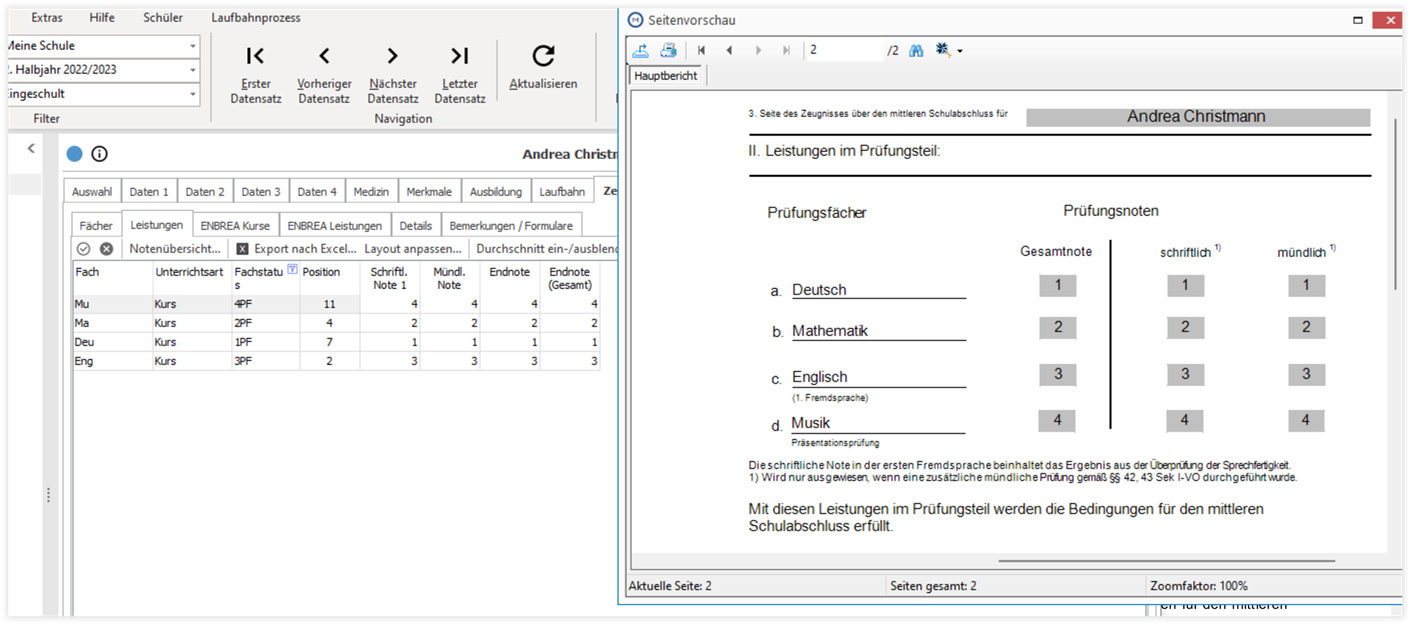 Extras Hilfe Schüler Laufbahnprozess
Meine Schule
2. Halbjahr 2022/2023
Eingeschult
Filter
Erster Datensatz
Vorheriger Datensatz
Nächster Datensatz
Letzter Datensatz
Navigation
Aktualisieren
Andrea Christm
Auswahl Daten 1 Daten 2 Daten 3 Daten 4 Medizin Merkmale Ausbildung Laufbahn Ze
Fächer Leistungen ENBREA Kurse ENBREA Leistungen Details Bemerkungen / Formulare
Notenübersicht... X Export nach Excel... Layout anpassen... Durchschnitt ein-/ausblend
Fach Unterrichtsart Fachstatus Position Schriftl. Note 1 Mündl. Note Endnote Endnote (Gesamt)
Mu Kurs 4PF 11 4 4 4 4
Ma Kurs 2PF 4 2 2 2 2
Deu Kurs 1PF 7 1 1 1 1
Eng Kurs 3PF 2 3 3 3 3
Seitenvorschau
2 /2
Hauptbericht
3. Seite des Zeugnisses über den mittleren Schulabschluss für Andrea Christmann
II. Leistungen im Prüfungsteil:
Prüfungsfächer Prüfungsnoten
Gesamtnote schriftlich 1) mündlich 1)
a. Deutsch 1 1 1
b. Mathematik 2 2 2
c. Englisch 3 3 3
(1. Fremdsprache)
d. Musik 4 4 4
Präsentationsprüfung
Die schriftliche Note in der ersten Fremdsprache beinhaltet das Ergebnis aus der Überprüfung der Sprechfertigkeit.
1) Wird nur ausgewiesen, wenn eine zusätzliche mündliche Prüfung gemäß §§ 42, 43 Sek I-VO durchgeführt wurde.
Mit diesen Leistungen im Prüfungsteil werden die Bedingungen für den mittleren
Schulabschluss erfüllt.
Aktuelle Seite: 2 Seiten gesamt: 2 Zoomfaktor: 100%
en für den mittleren